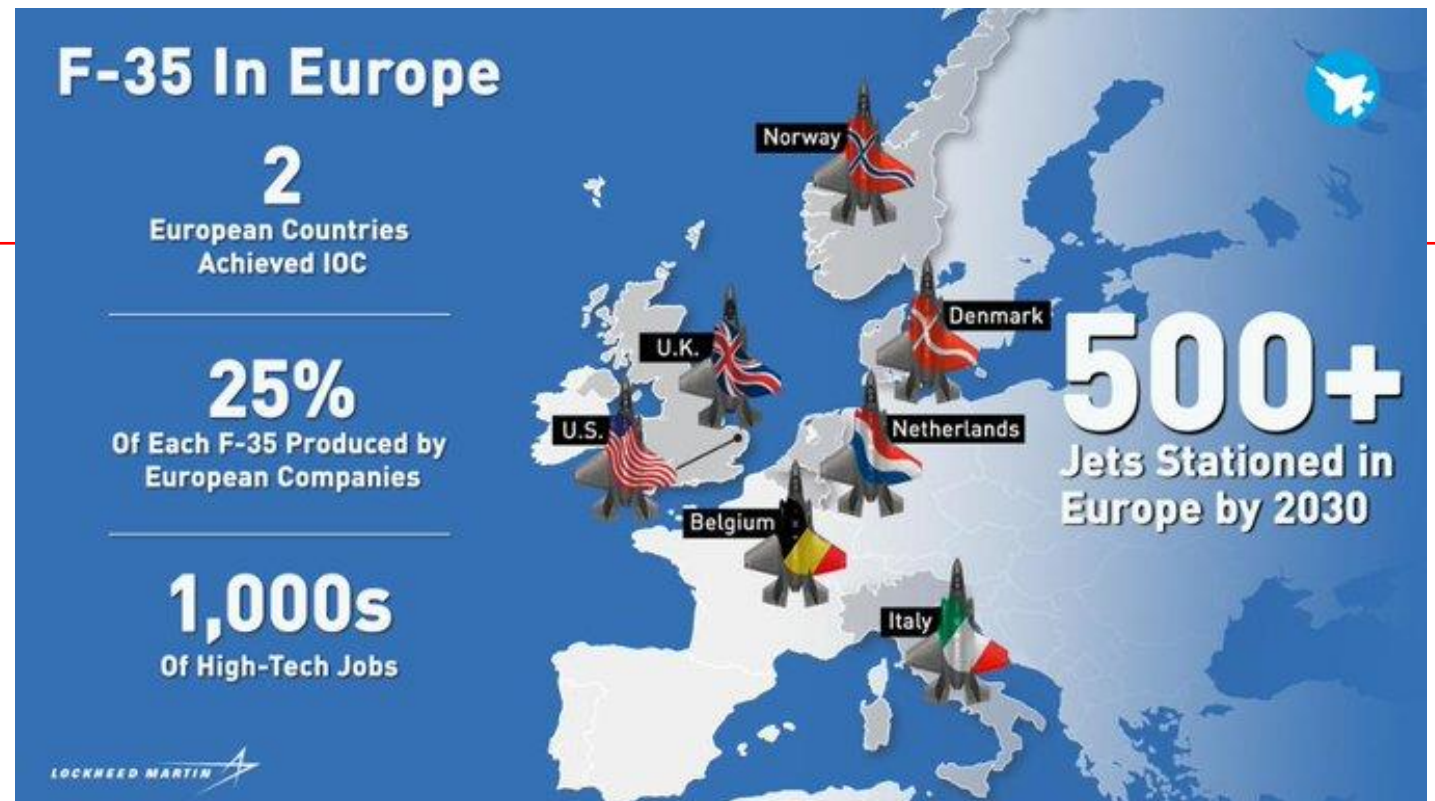 F-35 In Europe
2
European Countries
Achieved IOC
25%
Of Each F-35 Produced by
European Companies
1,000s
Of High-Tech Jobs
LOCKHEED MARTIN
Norway
Denmark
U.K.
U.S.
Netherlands
Belgium
Italy
500+
Jets Stationed in
Europe by 2030